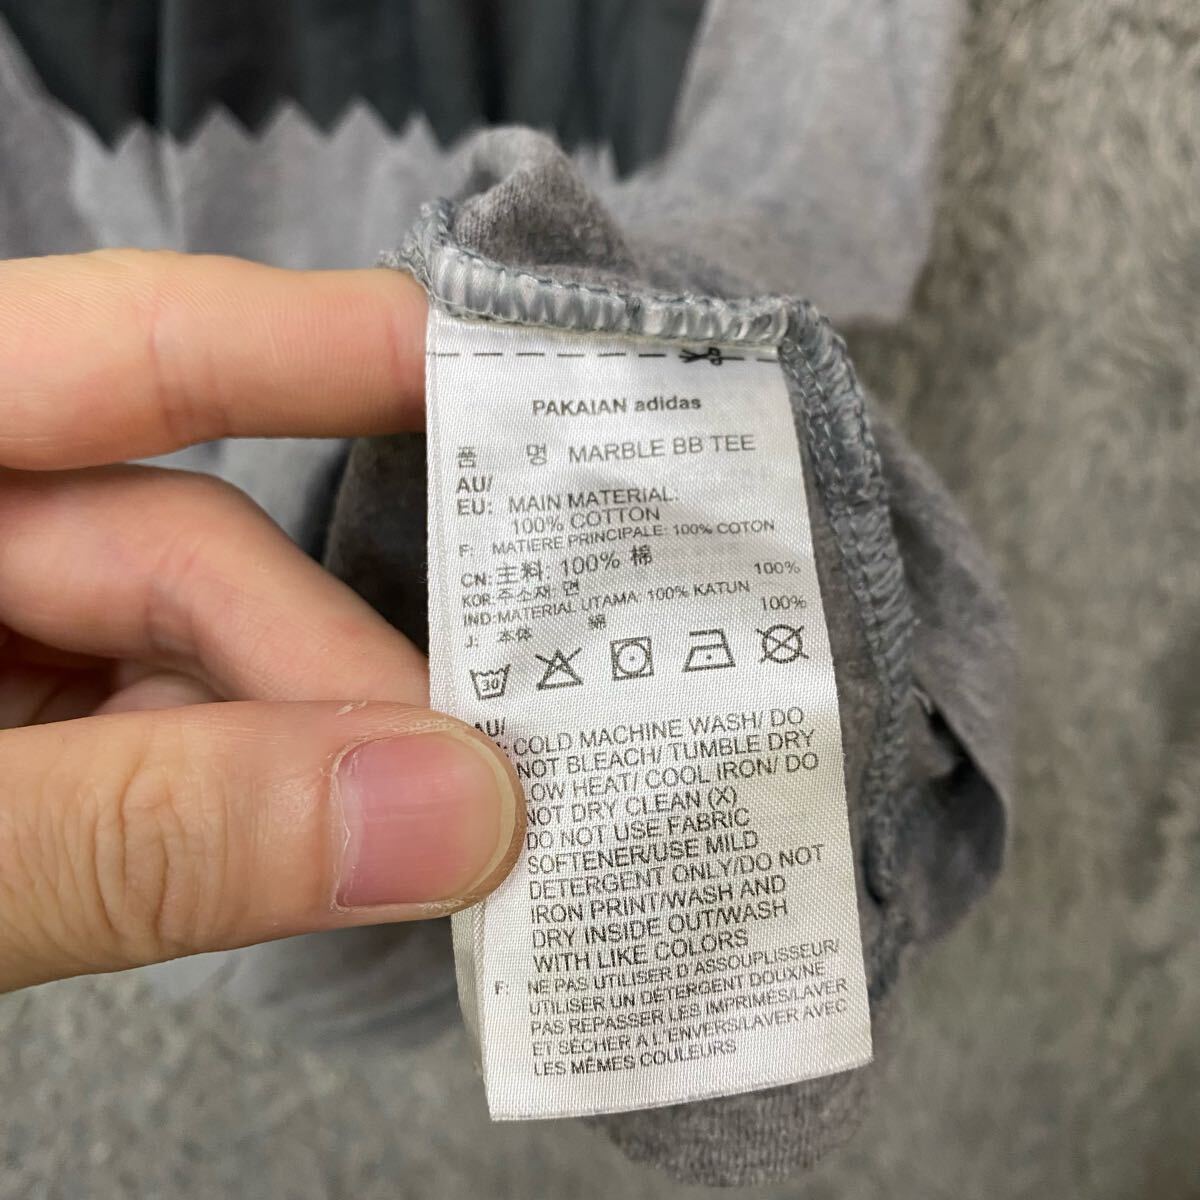 PAKAIAN adidas
품 명 MARBLE BB TEE
AU/
EU: MAIN MATERIAL:
100% COTTON
F: MATIERE PRINCIPALE: 100% COTON
CN: 主料: 100% 棉
KOR: 주소재: 면 100%
IND: MATERIAL UTAMA: 100% KATUN
J: 本体 綿 100%
30
AU/
COLD MACHINE WASH/ DO
NOT BLEACH/ TUMBLE DRY
LOW HEAT/ COOL IRON/ DO
NOT DRY CLEAN (X)
DO NOT USE FABRIC
SOFTENER/USE MILD
DETERGENT ONLY/DO NOT
IRON PRINT/WASH AND
DRY INSIDE OUT/WASH
WITH LIKE COLORS
F: NE PAS UTILISER D'ASSOUPLISSEUR/
UTILISER UN DETERGENT DOUX/NE
PAS REPASSER LES IMPRIMÉS/LAVER
ET SÉCHER À L'ENVERS/LAVER AVEC
LES MÊMES COULEURS